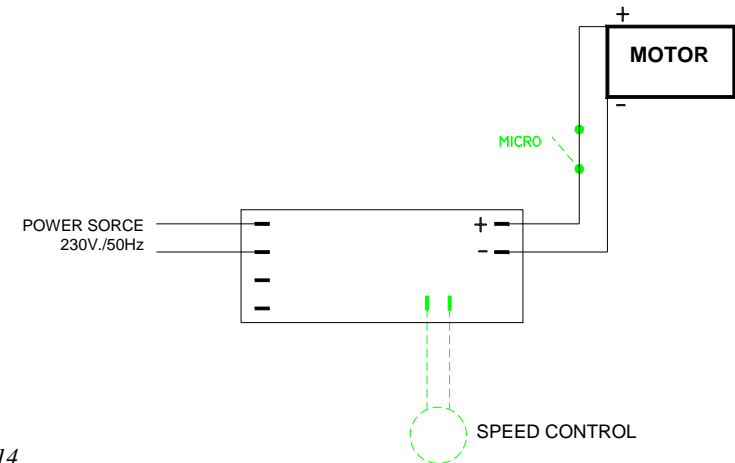 +
MOTOR
-
MICRO
POWER SORCE
230V./50Hz
+
-
SPEED CONTROL
14